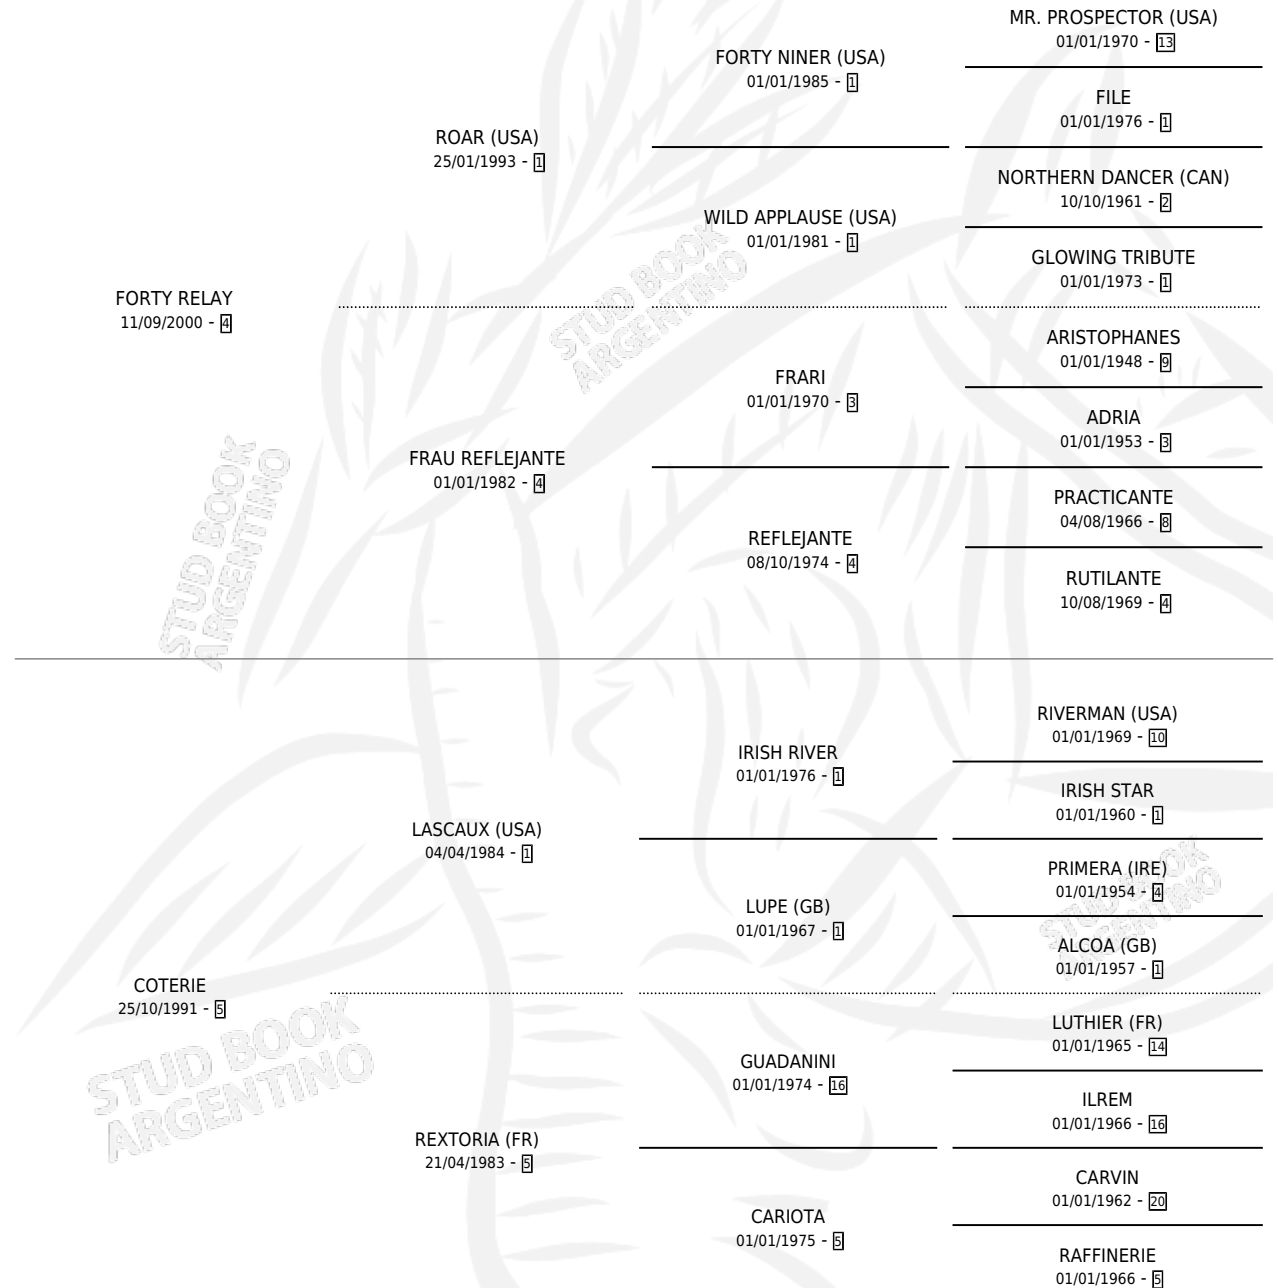 MR. PROSPECTOR (USA)
01/01/1970 - 13
FORTY NINER (USA)
01/01/1985 - 1
FILE
01/01/1976 - 1
ROAR (USA)
25/01/1993 - 1
NORTHERN DANCER (CAN)
10/10/1961 - 2
WILD APPLAUSE (USA)
01/01/1981 - 1
GLOWING TRIBUTE
01/01/1973 - 1
FORTY RELAY
11/09/2000 - 4
ARISTOPHANES
01/01/1948 - 9
FRARI
01/01/1970 - 3
ADRIA
01/01/1953 - 3
FRAU REFLEJANTE
01/01/1982 - 4
PRACTICANTE
04/08/1966 - 8
REFLEJANTE
08/10/1974 - 4
RUTILANTE
10/08/1969 - 4
RIVERMAN (USA)
01/01/1969 - 10
IRISH RIVER
01/01/1976 - 1
IRISH STAR
01/01/1960 - 1
LASCAUX (USA)
04/04/1984 - 1
PRIMERA (IRE)
01/01/1954 - 4
LUPE (GB)
01/01/1967 - 1
ALCOA (GB)
01/01/1957 - 1
COTERIE
25/10/1991 - 5
LUTHIER (FR)
01/01/1965 - 14
GUADANINI
01/01/1974 - 16
ILREM
01/01/1966 - 16
REXTORIA (FR)
21/04/1983 - 5
CARVIN
01/01/1962 - 20
CARIOTA
01/01/1975 - 5
RAFFINERIE
01/01/1966 - 5
STUD BOOK
ARGENTINO
STUD BOOK
ARGENTINO
STUD BOOK
ARGENTINO
STUD BOOK
ARGENTINO